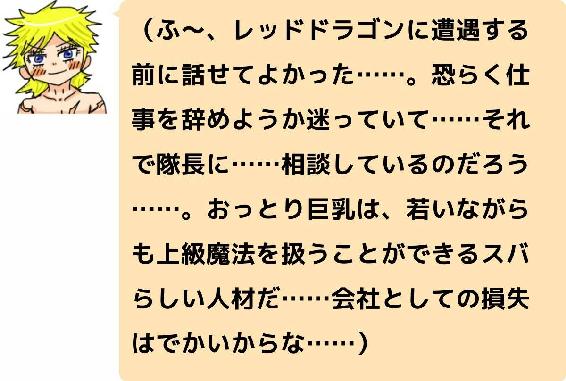 （ふ～、レッドドラゴンに遭遇する
前に話せてよかった……。恐らく仕
事を辞めようか迷っていて……それ
で隊長に……相談しているのだろう
……。おっとり巨乳は、若いながら
も上級魔法を扱うことができるスバ
らしい人材だ……会社としての損失
はでかいからな……）